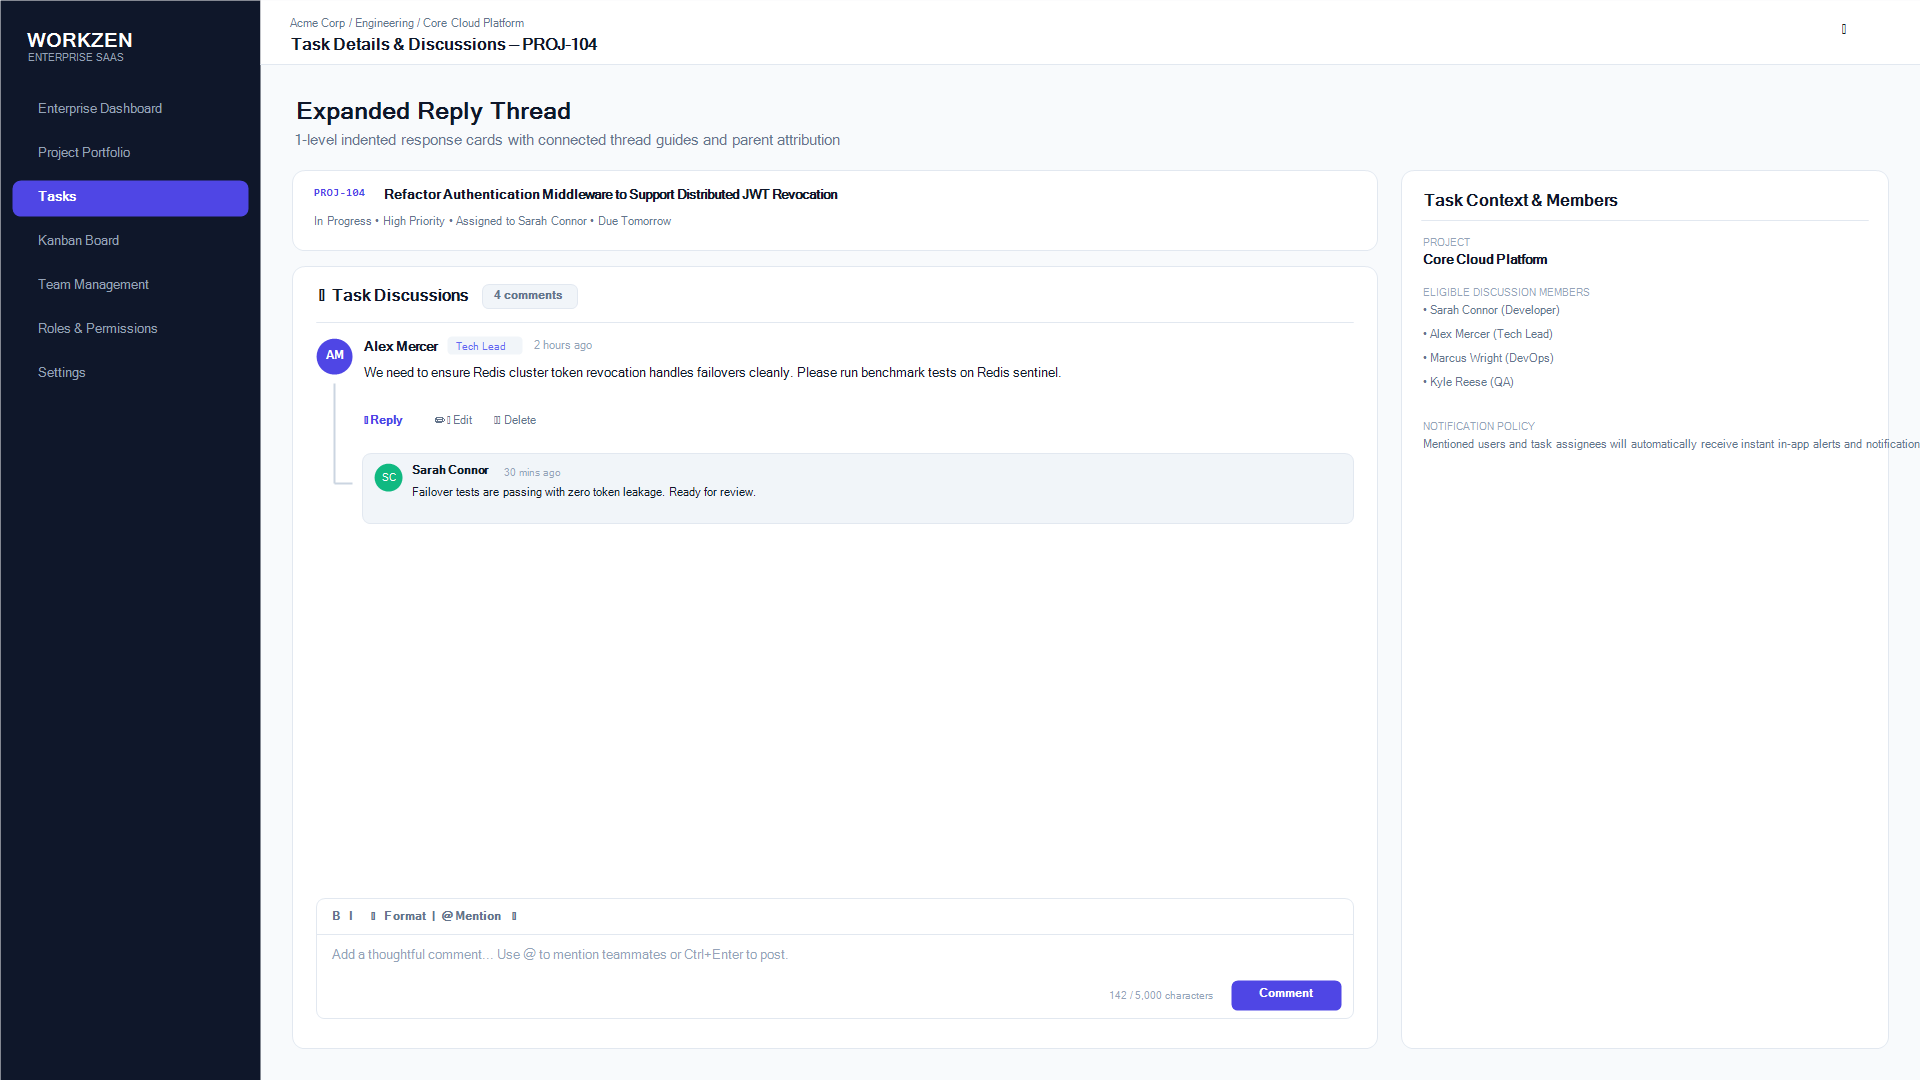 WORKZEN
ENTERPRISE SAAS
Enterprise Dashboard
Project Portfolio
Tasks
Kanban Board
Team Management
Roles & Permissions
Settings
Acme Corp / Engineering / Core Cloud Platform
Task Details & Discussions – PROJ-104
Expanded Reply Thread
1-level indented response cards with connected thread guides and parent attribution
PROJ-104 Refactor Authentication Middleware to Support Distributed JWT Revocation
In Progress • High Priority • Assigned to Sarah Connor • Due Tomorrow
Task Discussions 4 comments
AM Alex Mercer Tech Lead 2 hours ago
We need to ensure Redis cluster token revocation handles failovers cleanly. Please run benchmark tests on Redis sentinel.
Reply ✏ Edit Delete
SC Sarah Connor 30 mins ago
Failover tests are passing with zero token leakage. Ready for review.
B I Format | @Mention
Add a thoughtful comment... Use @ to mention teammates or Ctrl+Enter to post.
142 / 5,000 characters Comment
Task Context & Members
PROJECT
Core Cloud Platform
ELIGIBLE DISCUSSION MEMBERS
• Sarah Connor (Developer)
• Alex Mercer (Tech Lead)
• Marcus Wright (DevOps)
• Kyle Reese (QA)
NOTIFICATION POLICY
Mentioned users and task assignees will automatically receive instant in-app alerts and notification